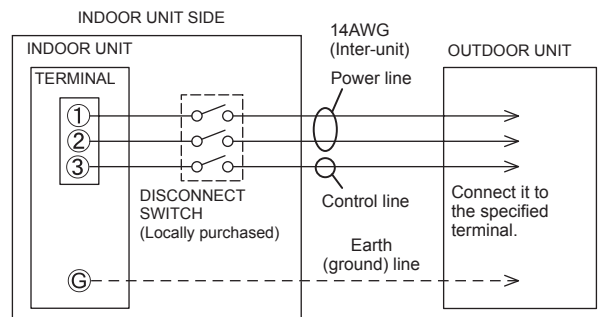 INDOOR UNIT SIDE
INDOOR UNIT
TERMINAL
1
2
3
G
DISCONNECT
SWITCH
(Locally purchased)
14AWG
(Inter-unit)
Power line
Control line
Earth
(ground) line
OUTDOOR UNIT
Connect it to
the specified
terminal.